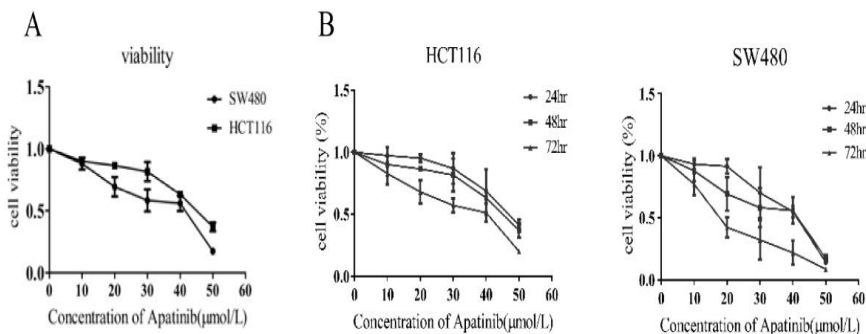 A
B
viability
HCT116
SW480
1.5
1.0
0.5
0.0
cell viability
SW480
HCT116
0 10 20 30 40 50 60
Concentration of Apatinib(μmol/L)
1.5
1.0
0.5
0.0
cell viability (%)
24hr
48hr
72hr
0 10 20 30 40 50 60
Concentration of Apatinib(μmol/L)
1.5
1.0
0.5
0.0
cell viability (%)
24hr
48hr
72hr
0 10 20 30 40 50 60
Concentration of Apatinib(μmol/L)